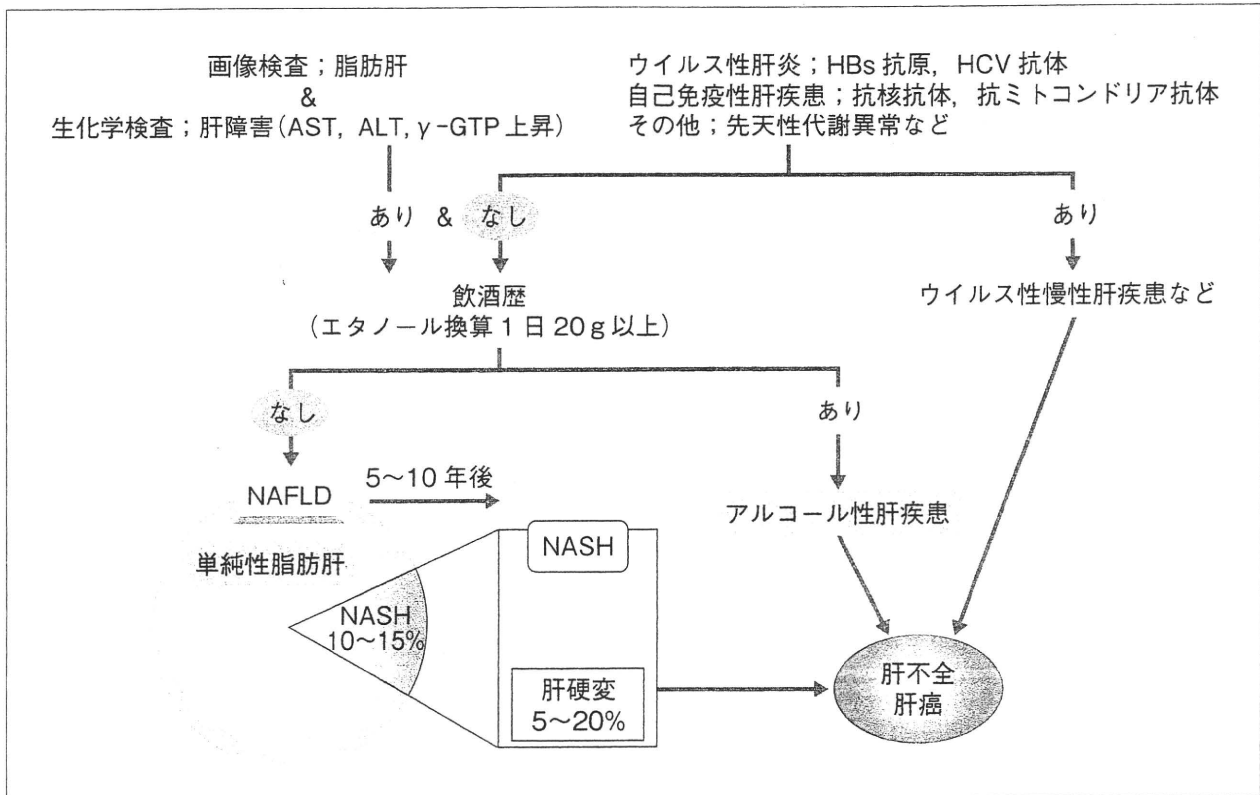 画像検査；脂肪肝
&
生化学検査；肝障害(AST, ALT, γ-GTP 上昇)
ウイルス性肝炎；HBs 抗原，HCV 抗体
自己免疫性肝疾患；抗核抗体，抗ミトコンドリア抗体
その他；先天性代謝異常など
あり & なし
あり
飲酒歴
(エタノール換算 1 日 20 g 以上)
ウイルス性慢性肝疾患など
なし
あり
NAFLD
5〜10 年後
アルコール性肝疾患
単純性脂肪肝
NASH
10〜15%
NASH
肝硬変
5〜20%
肝不全
肝癌